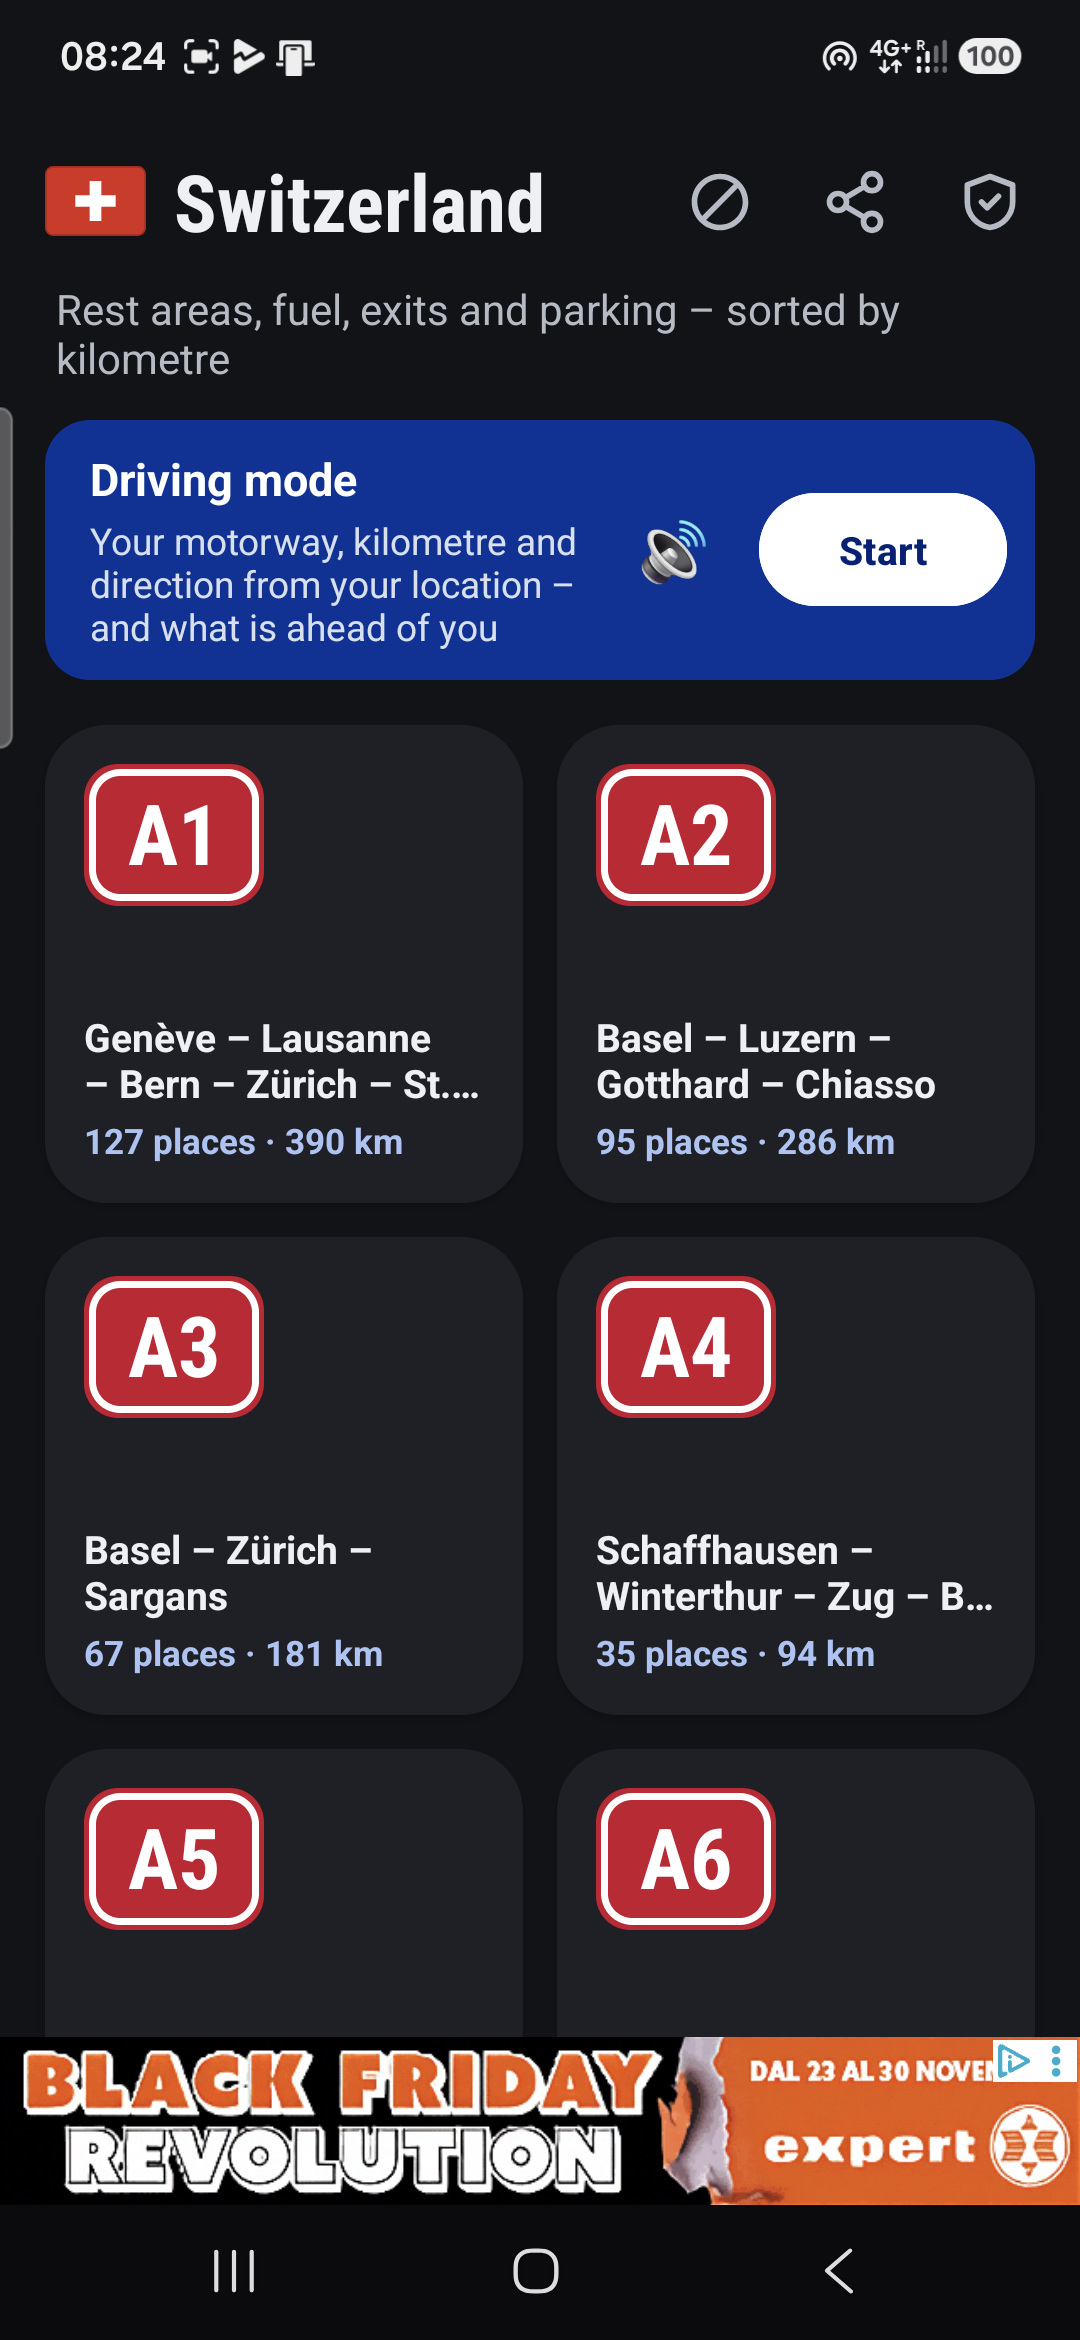 08:24
4G+ R
100
Switzerland
Rest areas, fuel, exits and parking – sorted by
kilometre
Driving mode
Your motorway, kilometre and
direction from your location –
and what is ahead of you
Start
A1
Genève – Lausanne
– Bern – Zürich – St.…
127 places · 390 km
A2
Basel – Luzern –
Gotthard – Chiasso
95 places · 286 km
A3
Basel – Zürich –
Sargans
67 places · 181 km
A4
Schaffhausen –
Winterthur – Zug – B…
35 places · 94 km
A5
A6
BLACK FRIDAY
REVOLUTION
DAL 23 AL 30 NOVEM
expert